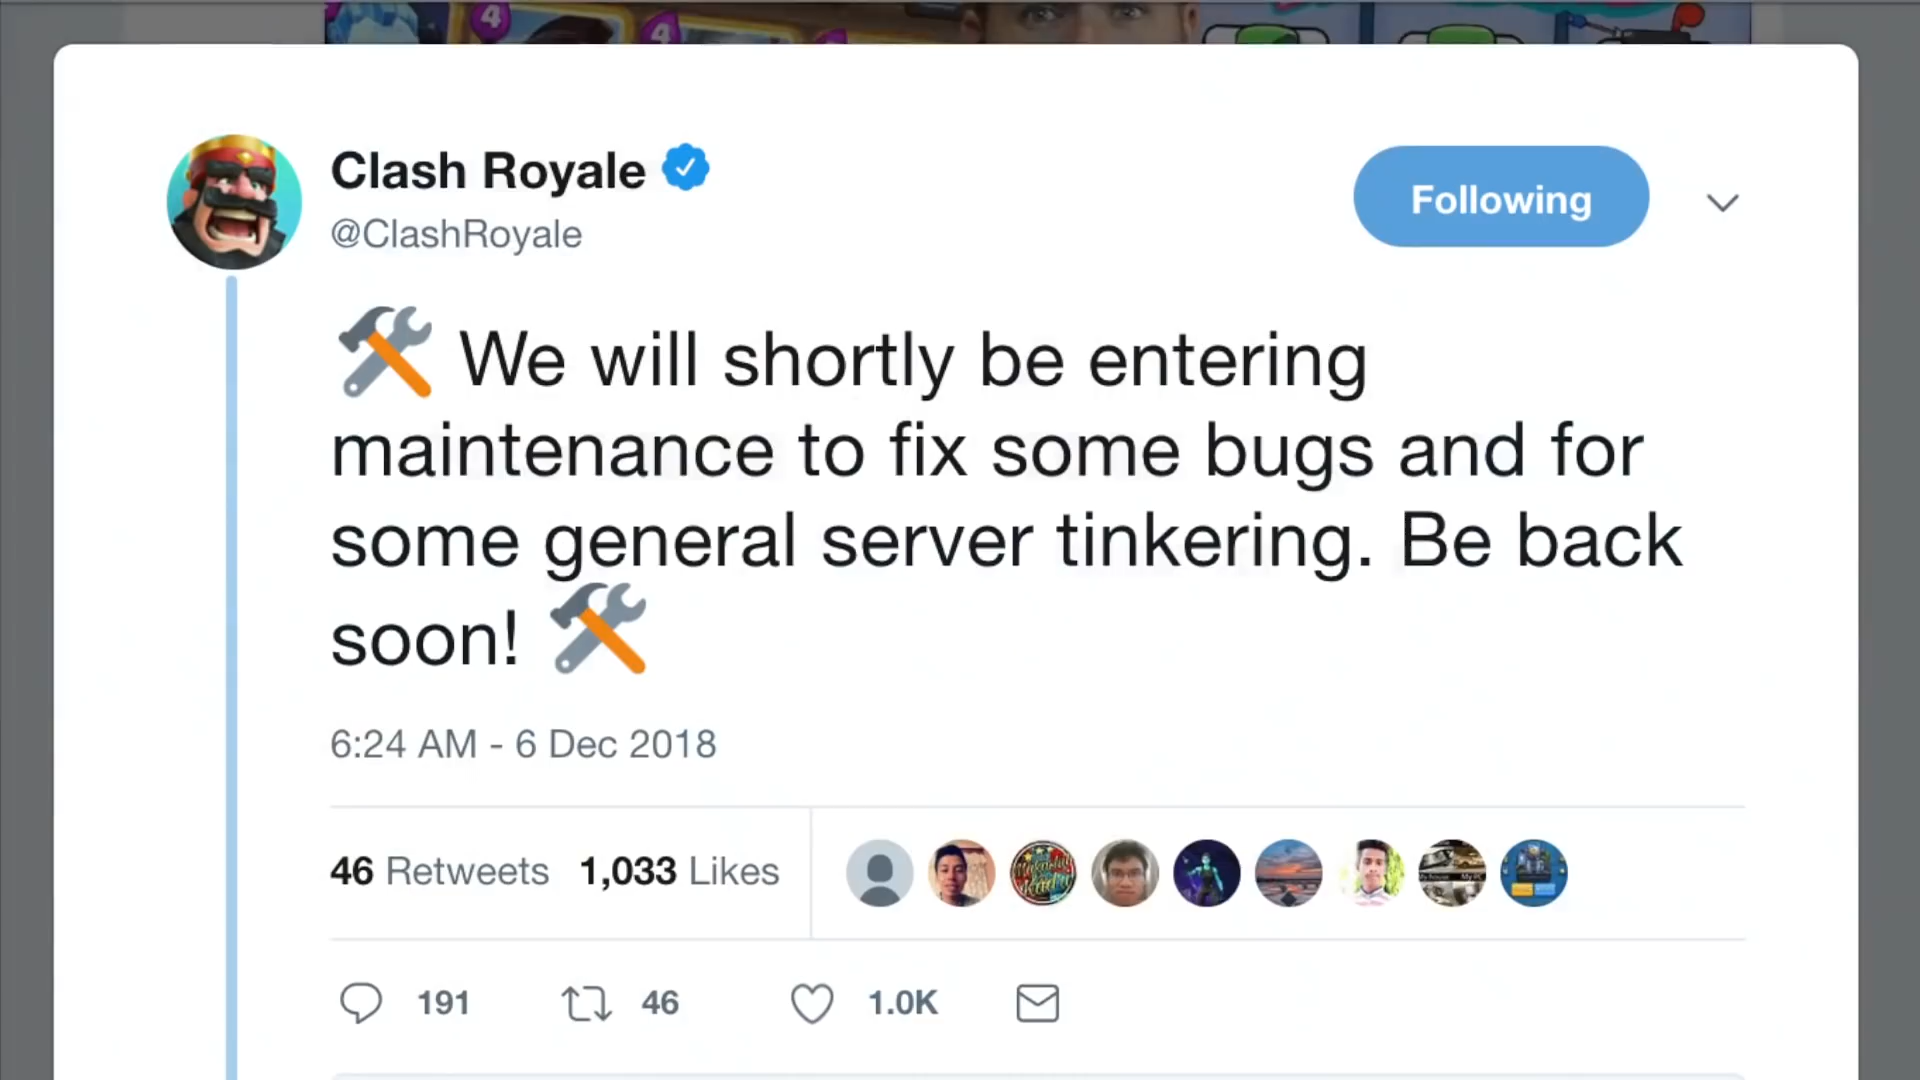 4
4
Clash Royale
@ClashRoyale
Following
We will shortly be entering
maintenance to fix some bugs and for
some general server tinkering. Be back
soon!
6:24 AM - 6 Dec 2018
46 Retweets 1,033 Likes
191 46 1.0K